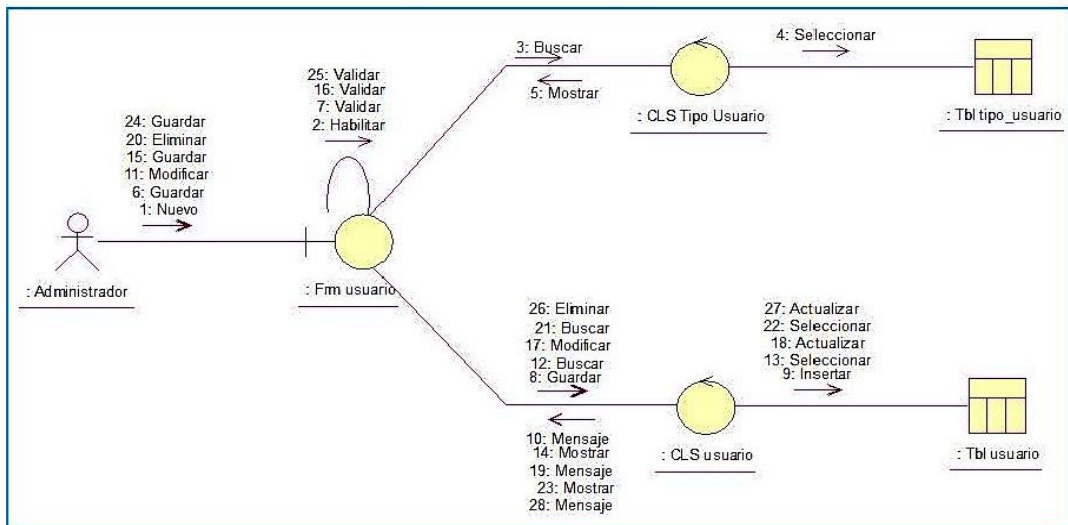 24: Guardar
20: Eliminar
15: Guardar
11: Modificar
6: Guardar
1: Nuevo
: Administrador
25: Validar
16: Validar
7: Validar
2: Habilitar
: Frm usuario
3: Buscar
5: Mostrar
: CLS Tipo Usuario
4: Seleccionar
: Tbl tipo_usuario
26: Eliminar
21: Buscar
17: Modificar
12: Buscar
8: Guardar
10: Mensaje
14: Mostrar
19: Mensaje
23: Mostrar
28: Mensaje
: CLS usuario
27: Actualizar
22: Seleccionar
18: Actualizar
13: Seleccionar
9: Insertar
: Tbl usuario